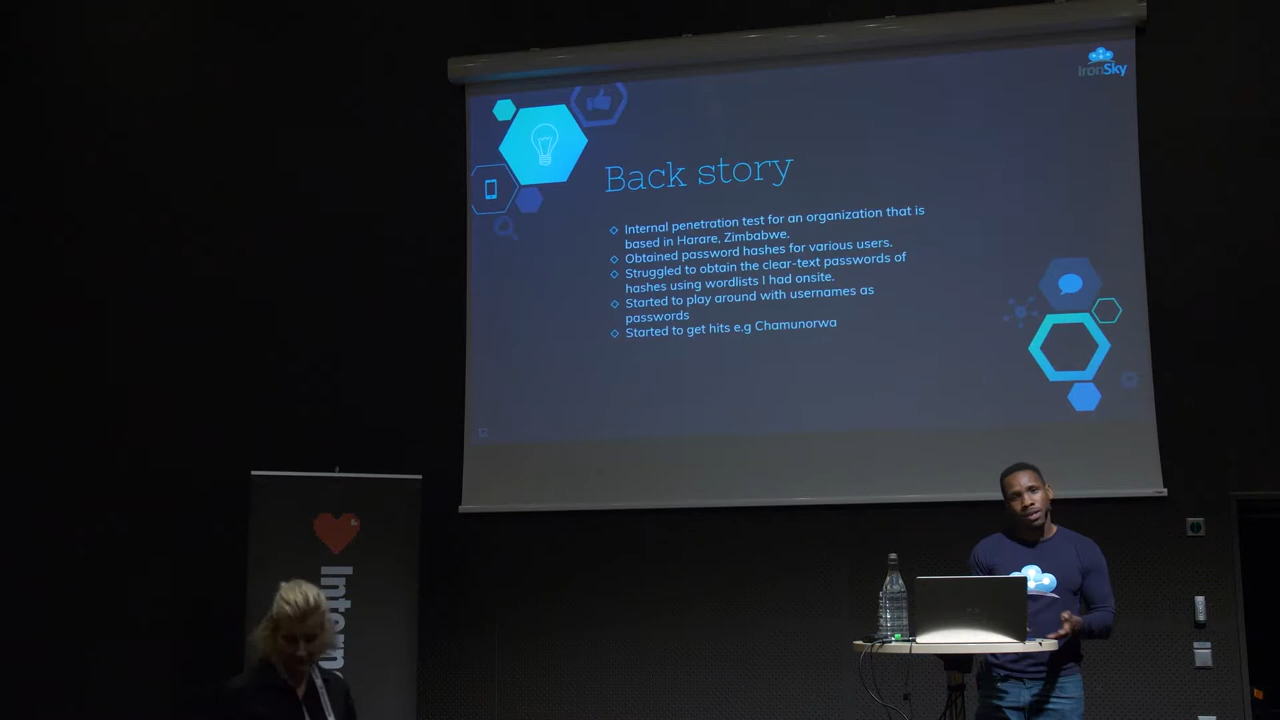 IronSky
Back story
Internal penetration test for an organization that is
based in Harare, Zimbabwe.
Obtained password hashes for various users.
Struggled to obtain the clear-text passwords of
hashes using wordlists I had onsite.
Started to play around with usernames as
passwords
Started to get hits e.g Chamunorwa
Intern